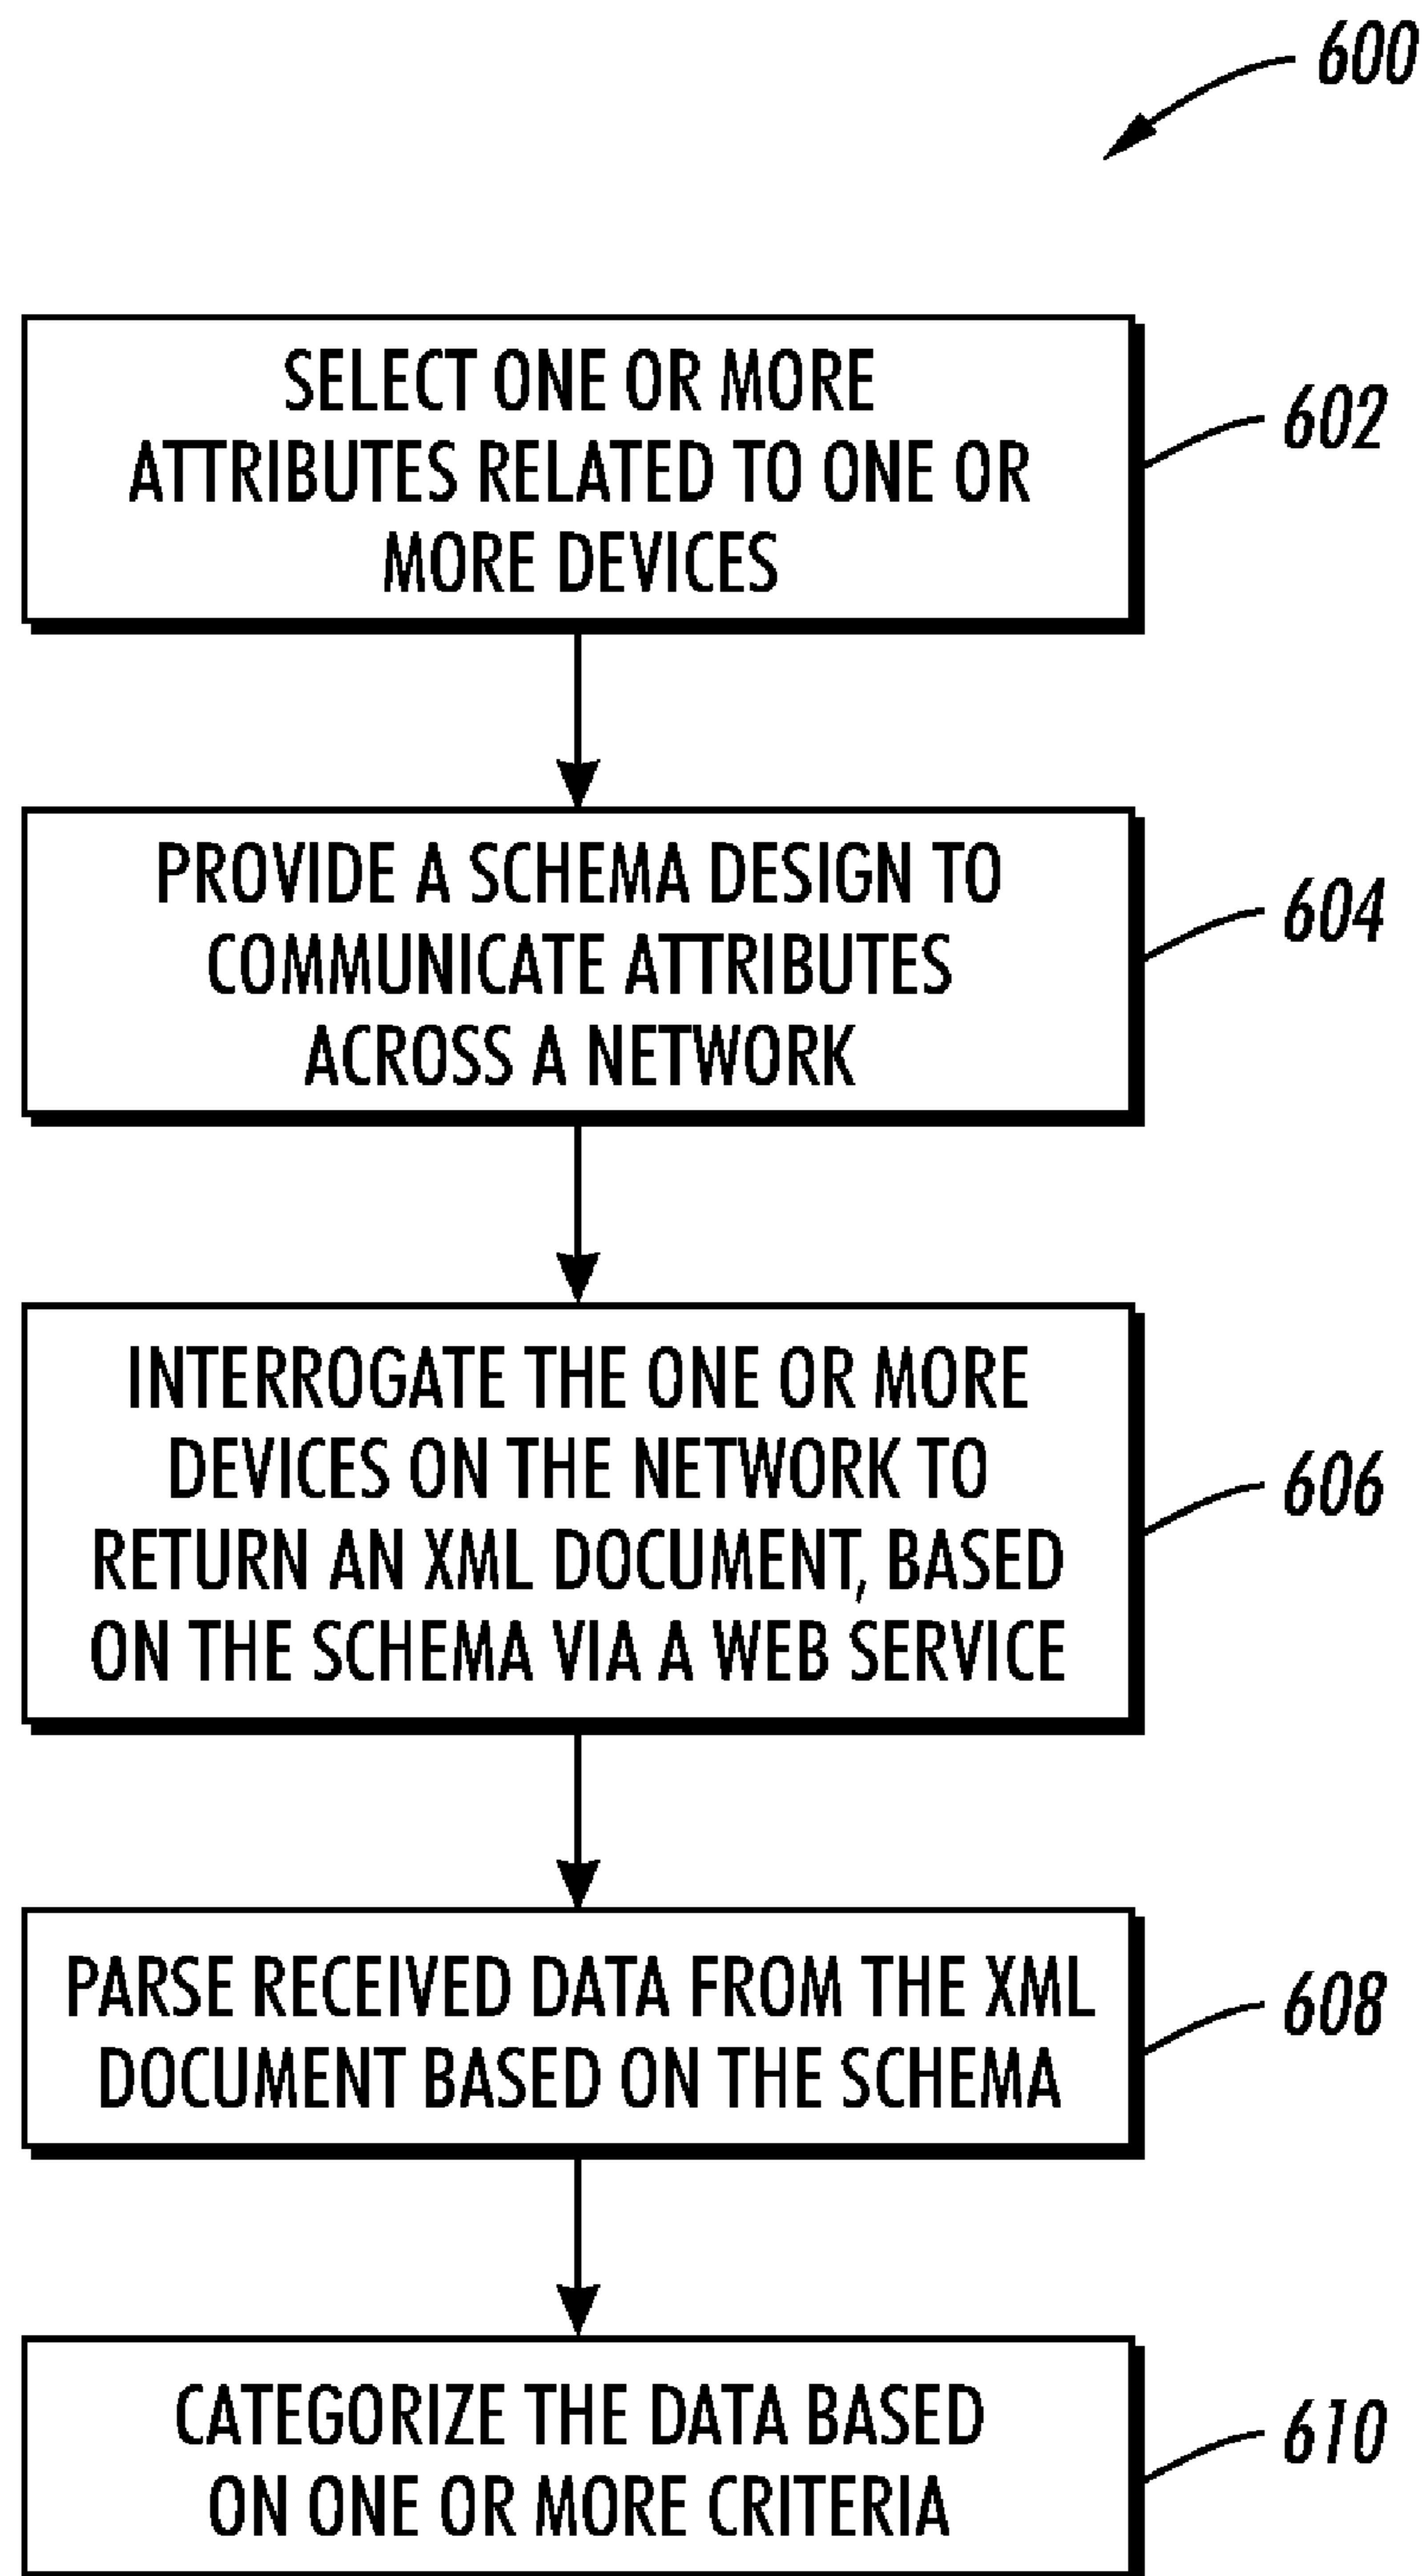 600
SELECT ONE OR MORE
ATTRIBUTES RELATED TO ONE OR
MORE DEVICES
602
PROVIDE A SCHEMA DESIGN TO
COMMUNICATE ATTRIBUTES
ACROSS A NETWORK
604
INTERROGATE THE ONE OR MORE
DEVICES ON THE NETWORK TO
RETURN AN XML DOCUMENT, BASED
ON THE SCHEMA VIA A WEB SERVICE
606
PARSE RECEIVED DATA FROM THE XML
DOCUMENT BASED ON THE SCHEMA
608
CATEGORIZE THE DATA BASED
ON ONE OR MORE CRITERIA
610